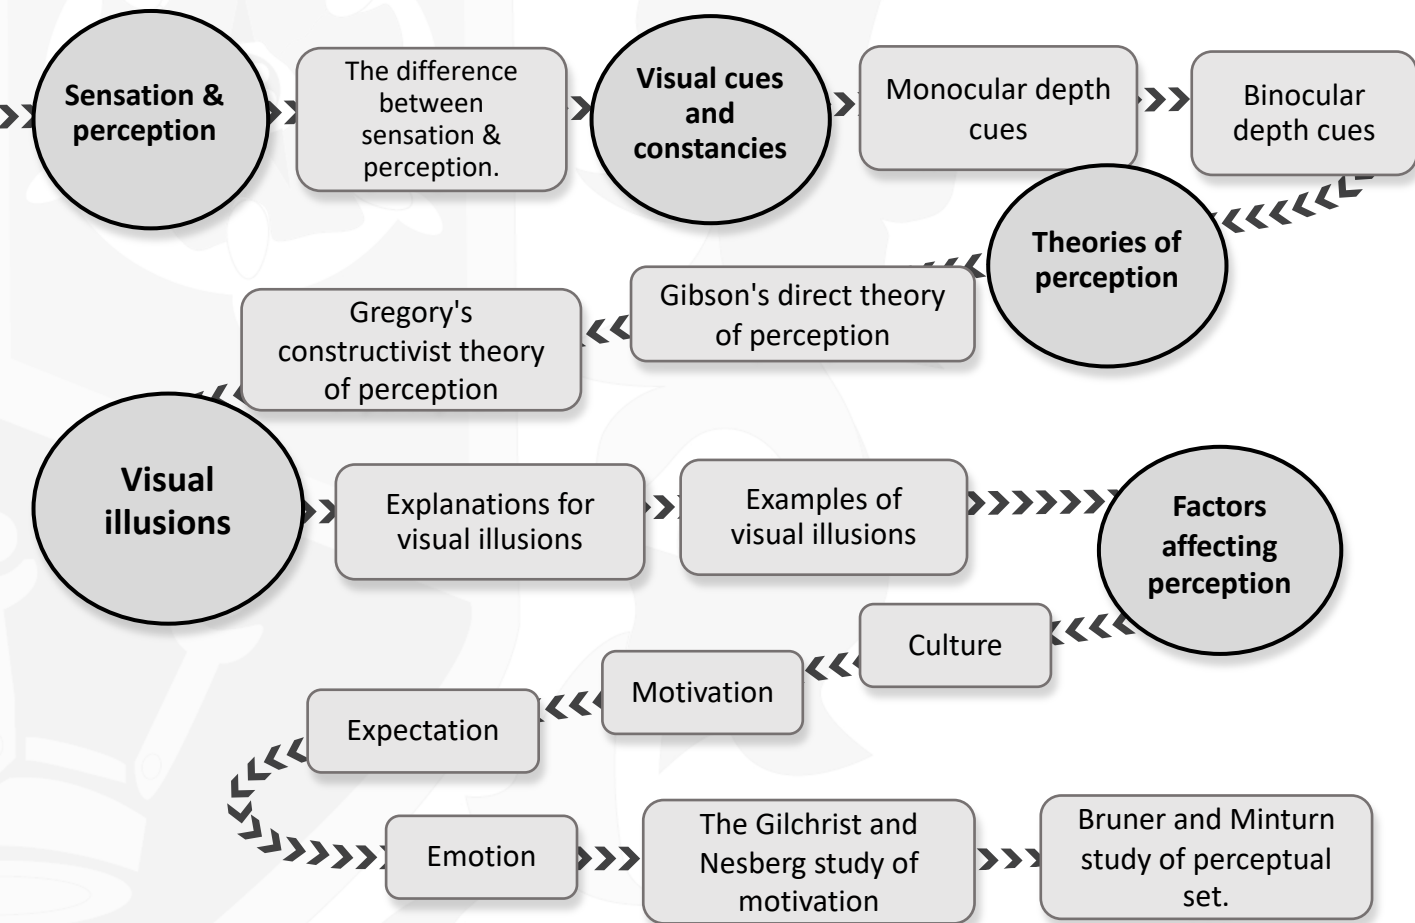 Sensation &
perception
The difference
between
sensation &
perception.
Visual cues
and
constancies
Monocular depth
cues
Binocular
depth cues
Theories of
perception
Gibson's direct theory
of perception
Gregory's
constructivist theory
of perception
Visual
illusions
Explanations for
visual illusions
Examples of
visual illusions
Factors
affecting
perception
Culture
Motivation
Expectation
Emotion
The Gilchrist and
Nesberg study of
motivation
Bruner and Minturn
study of perceptual
set.